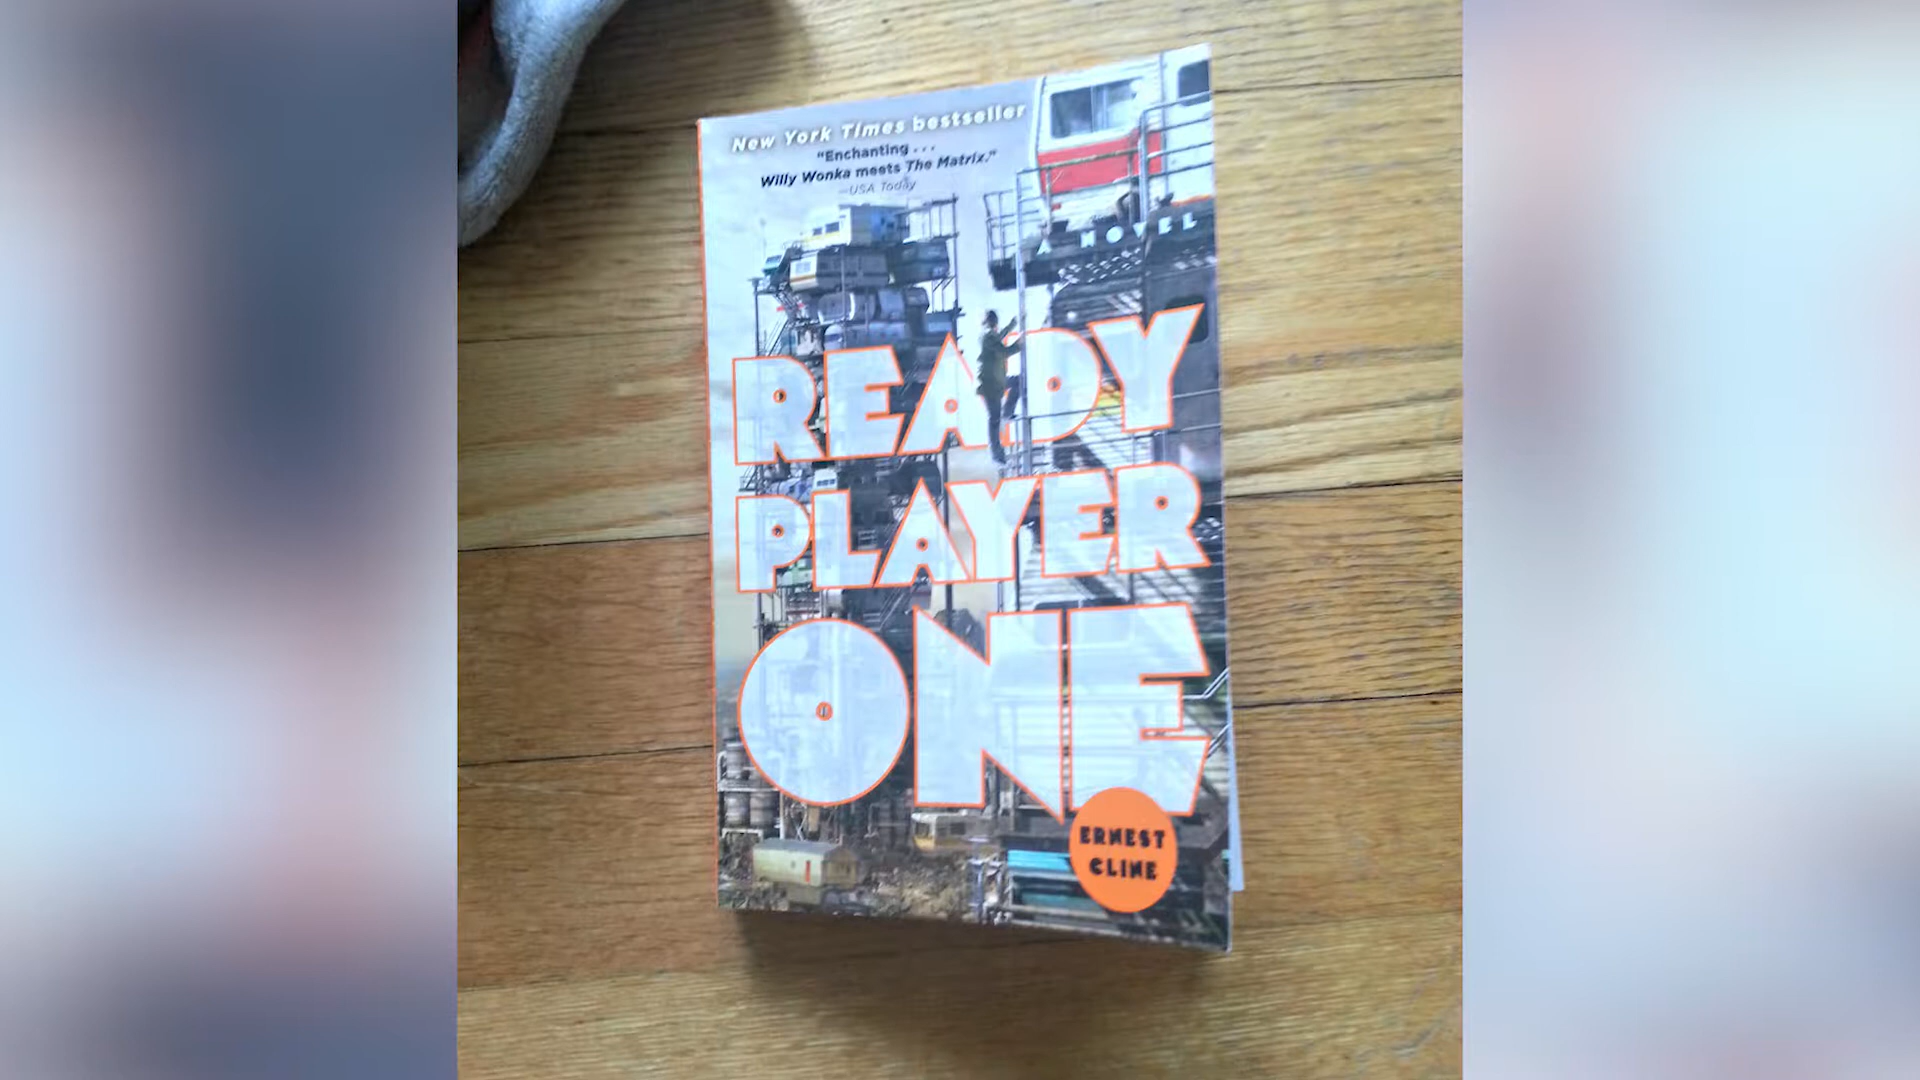 New York Times bestseller
"Enchanting . . .
Willy Wonka meets The Matrix."
—USA Today
A NOVEL
READY
PLAYER
ONE
ERNEST
CLINE